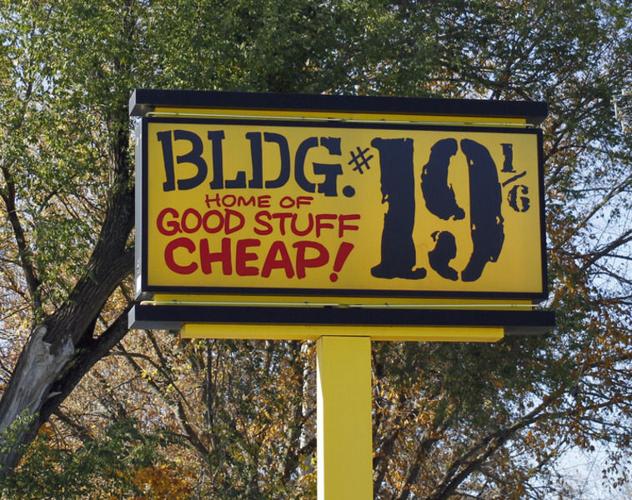 BLDG. #19 1/6
HOME OF
GOOD STUFF
CHEAP!